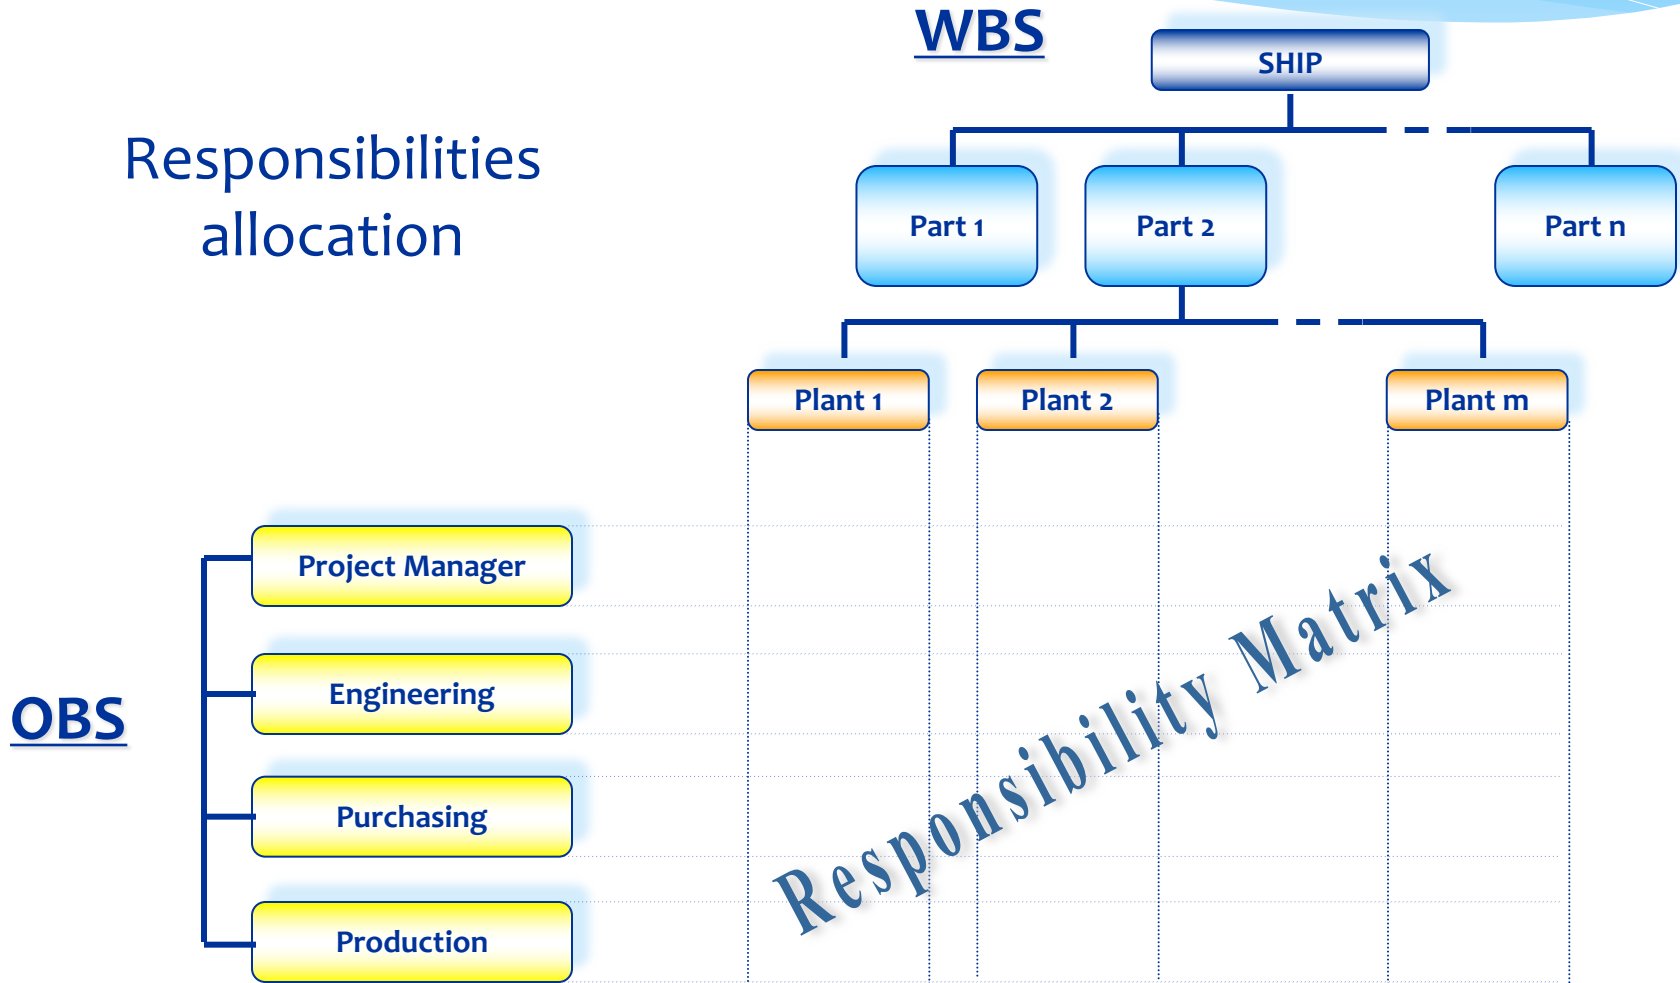 WBS
SHIP
Responsibilities
allocation
Part 1
Part 2
Part n
Plant 1
Plant 2
Plant m
OBS
Project Manager
Engineering
Purchasing
Production
Responsibility Matrix